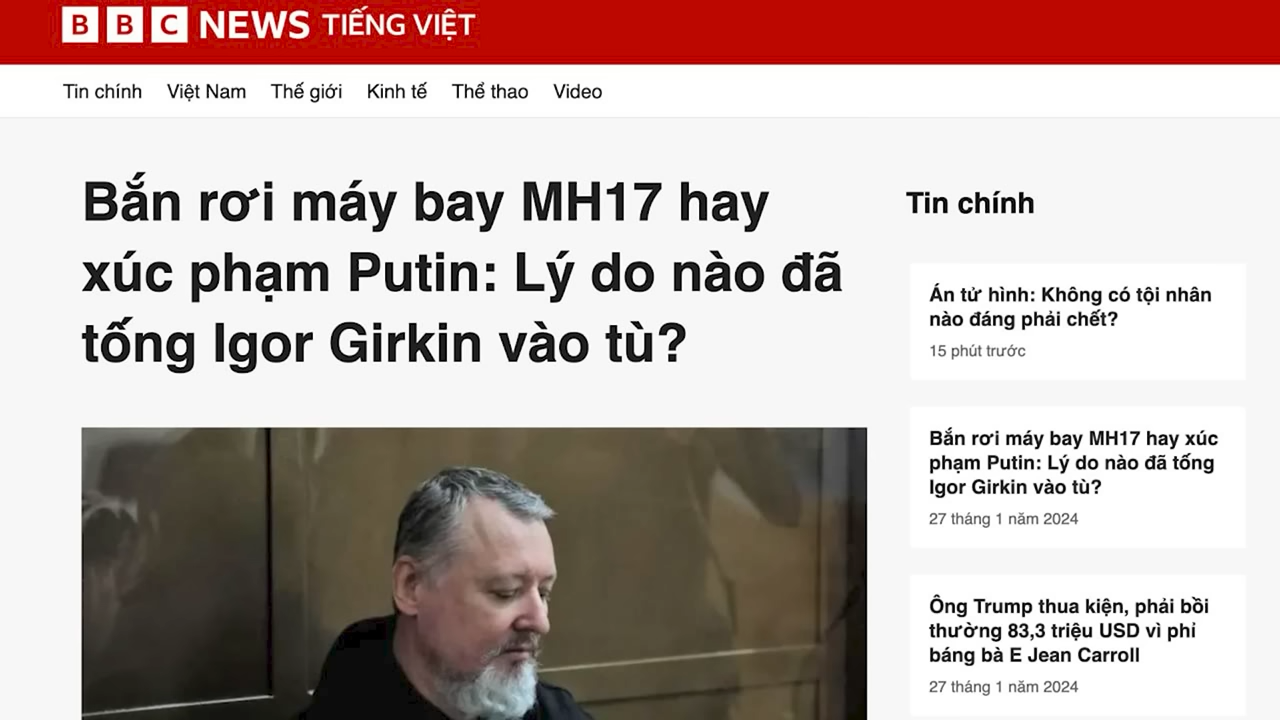 BBC NEWS TIẾNG VIỆT
Tin chính Việt Nam Thế giới Kinh tế Thể thao Video
Bắn rơi máy bay MH17 hay
xúc phạm Putin: Lý do nào đã
tống Igor Girkin vào tù?
Tin chính
Án tử hình: Không có tội nhân
nào đáng phải chết?
15 phút trước
Bắn rơi máy bay MH17 hay xúc
phạm Putin: Lý do nào đã tống
Igor Girkin vào tù?
27 tháng 1 năm 2024
Ông Trump thua kiện, phải bồi
thường 83,3 triệu USD vì phỉ
báng bà E Jean Carroll
27 tháng 1 năm 2024